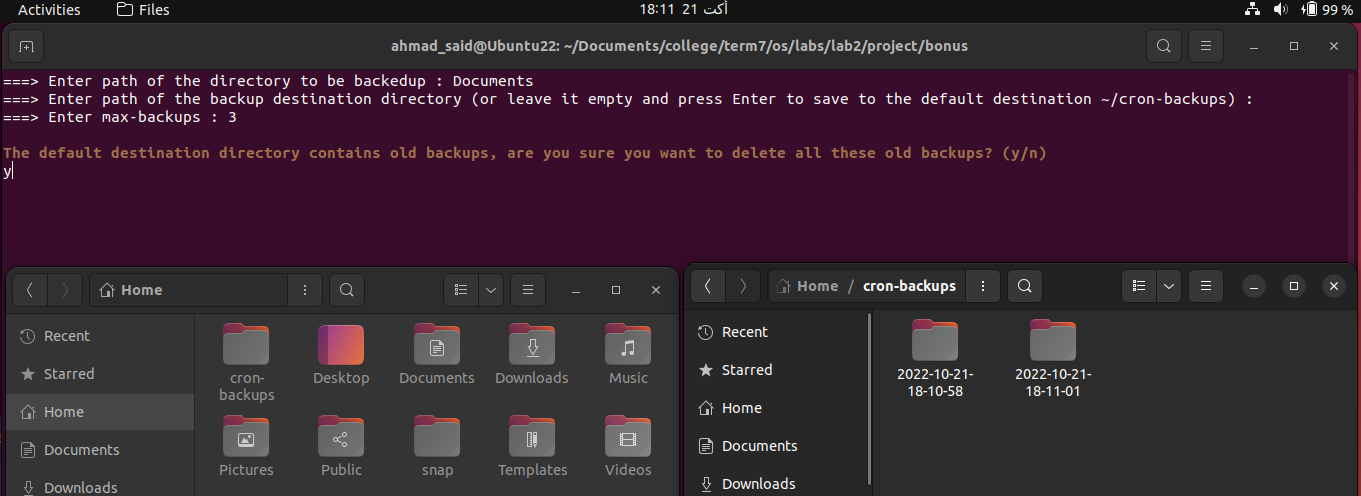 Activities
Files
18:11 21 أكت
99 %
ahmad_said@Ubuntu22: ~/Documents/college/term7/os/labs/lab2/project/bonus
===> Enter path of the directory to be backedup : Documents
===> Enter path of the backup destination directory (or leave it empty and press Enter to save to the default destination ~/cron-backups) :
===> Enter max-backups : 3
The default destination directory contains old backups, are you sure you want to delete all these old backups? (y/n)
y
Home
Recent
Starred
Home
Documents
Downloads
cron-
backups
Desktop
Documents
Downloads
Music
Pictures
Public
snap
Templates
Videos
Home / cron-backups
Recent
Starred
Home
Documents
Downloads
2022-10-21-
18-10-58
2022-10-21-
18-11-01